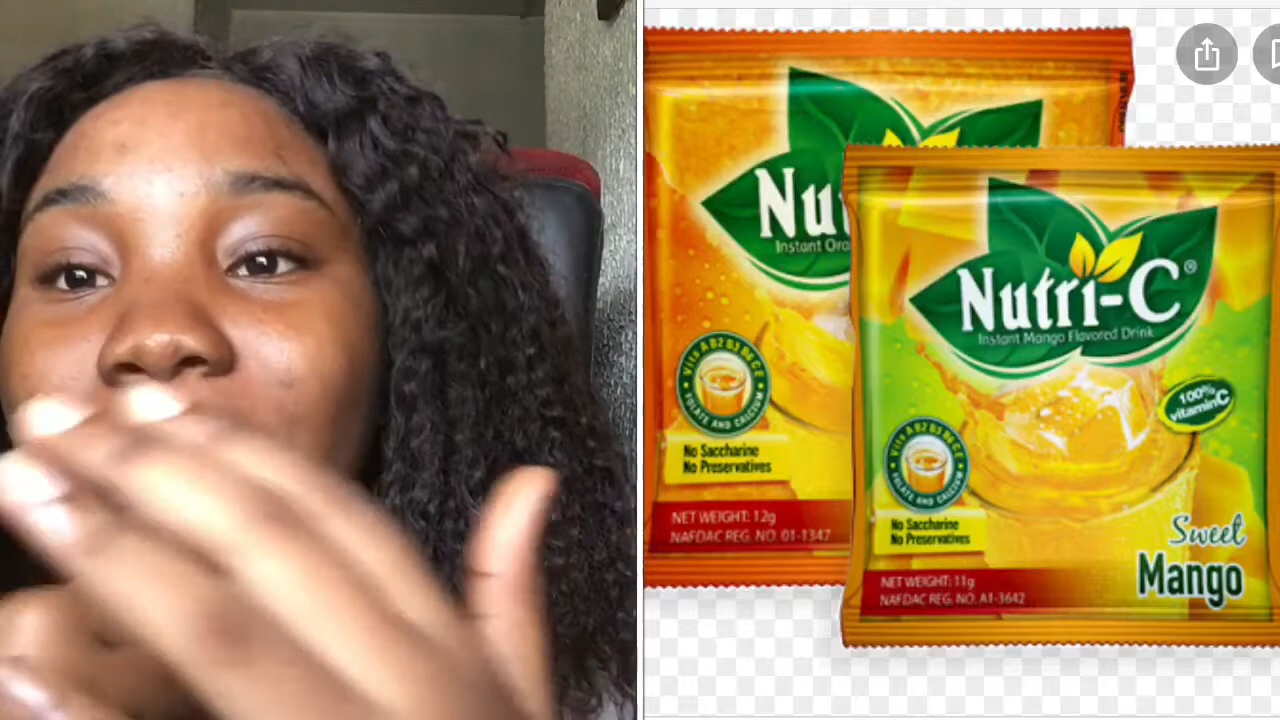 Nu
Instant Ora
Vits A B2 B3 B6 C E
FOLATE AND CALCIUM
No Saccharine
No Preservatives
NET WEIGHT: 12g
NAFDAC REG. NO. 01-1347
Nutri-C®
Instant Mango Flavored Drink
100%
vitaminC
Vits A B2 B3 B6 C E
FOLATE AND CALCIUM
No Saccharine
No Preservatives
Sweet
Mango
NET WEIGHT: 11g
NAFDAC REG. NO. A1-3642